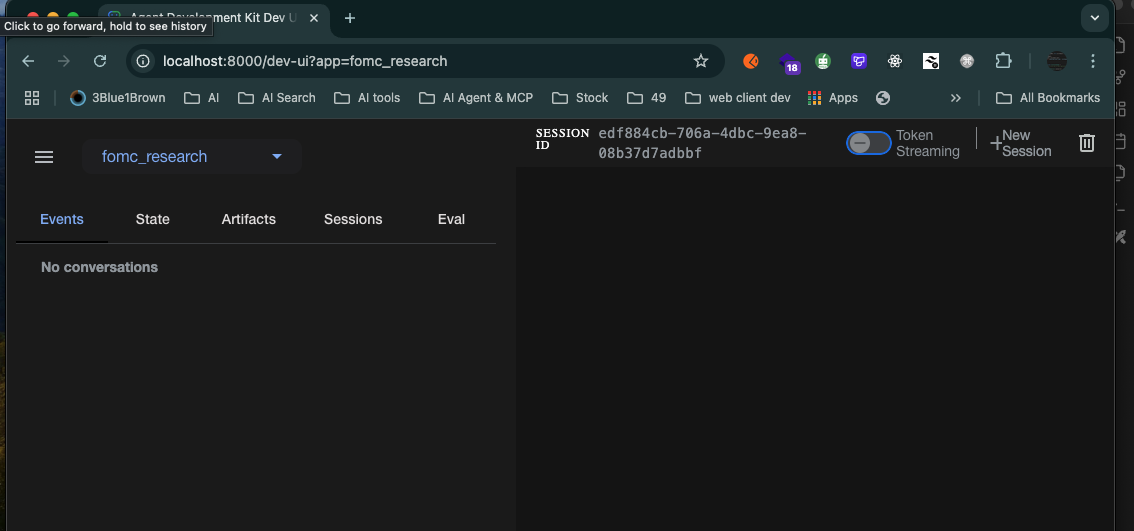 Agent Development Kit Dev U
Click to go forward, hold to see history
localhost:8000/dev-ui?app=fomc_research
18
3Blue1Brown
AI
AI Search
AI tools
AI Agent & MCP
Stock
49
web client dev
Apps
All Bookmarks
fomc_research
SESSION ID
edf884cb-706a-4dbc-9ea8-
08b37d7adbbf
Token
Streaming
New
Session
Events
State
Artifacts
Sessions
Eval
No conversations